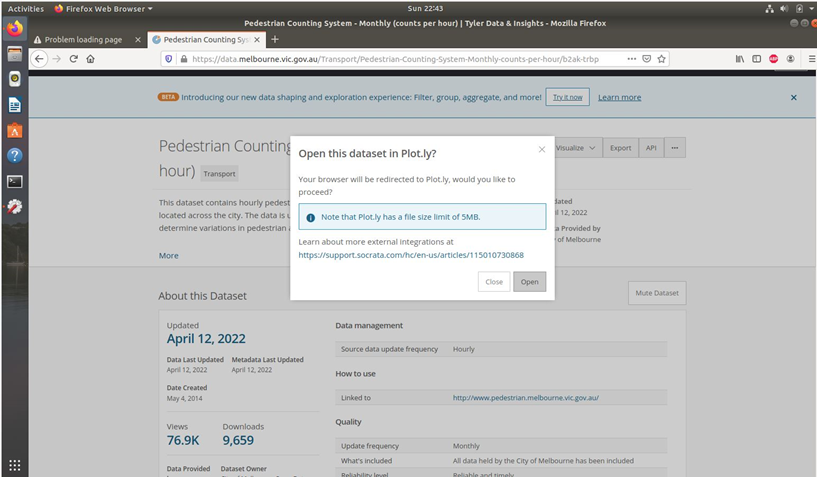 Activities Firefox Web Browser Sun 22:43
Pedestrian Counting System - Monthly (counts per hour) | Tyler Data & Insights - Mozilla Firefox
Problem loading page
Pedestrian Counting Sys
https://data.melbourne.vic.gov.au/Transport/Pedestrian-Counting-System-Monthly-counts-per-hour/b2ak-trbp
ABP
BETA Introducing our new data shaping and exploration experience: Filter, group, aggregate, and more! Try it now Learn more
Pedestrian Counting
hour) Transport
Visualize Export API
This dataset contains hourly pedest
located across the city. The data is u
determine variations in pedestrian a
More
dated
il 12, 2022
ta Provided by
of Melbourne
Open this dataset in Plot.ly?
Your browser will be redirected to Plot.ly, would you like to
proceed?
Note that Plot.ly has a file size limit of 5MB.
Learn about more external integrations at
https://support.socrata.com/hc/en-us/articles/115010730868
Close Open
About this Dataset
Mute Dataset
Updated
April 12, 2022
Data Last Updated Metadata Last Updated
April 12, 2022 April 12, 2022
Date Created
May 4, 2014
Views Downloads
76.9K 9,659
Data Provided Dataset Owner
Data management
Source data update frequency Hourly
How to use
Linked to http://www.pedestrian.melbourne.vic.gov.au/
Quality
Update frequency Monthly
What's included All data held by the City of Melbourne has been included
Reliability level Reliable and timely